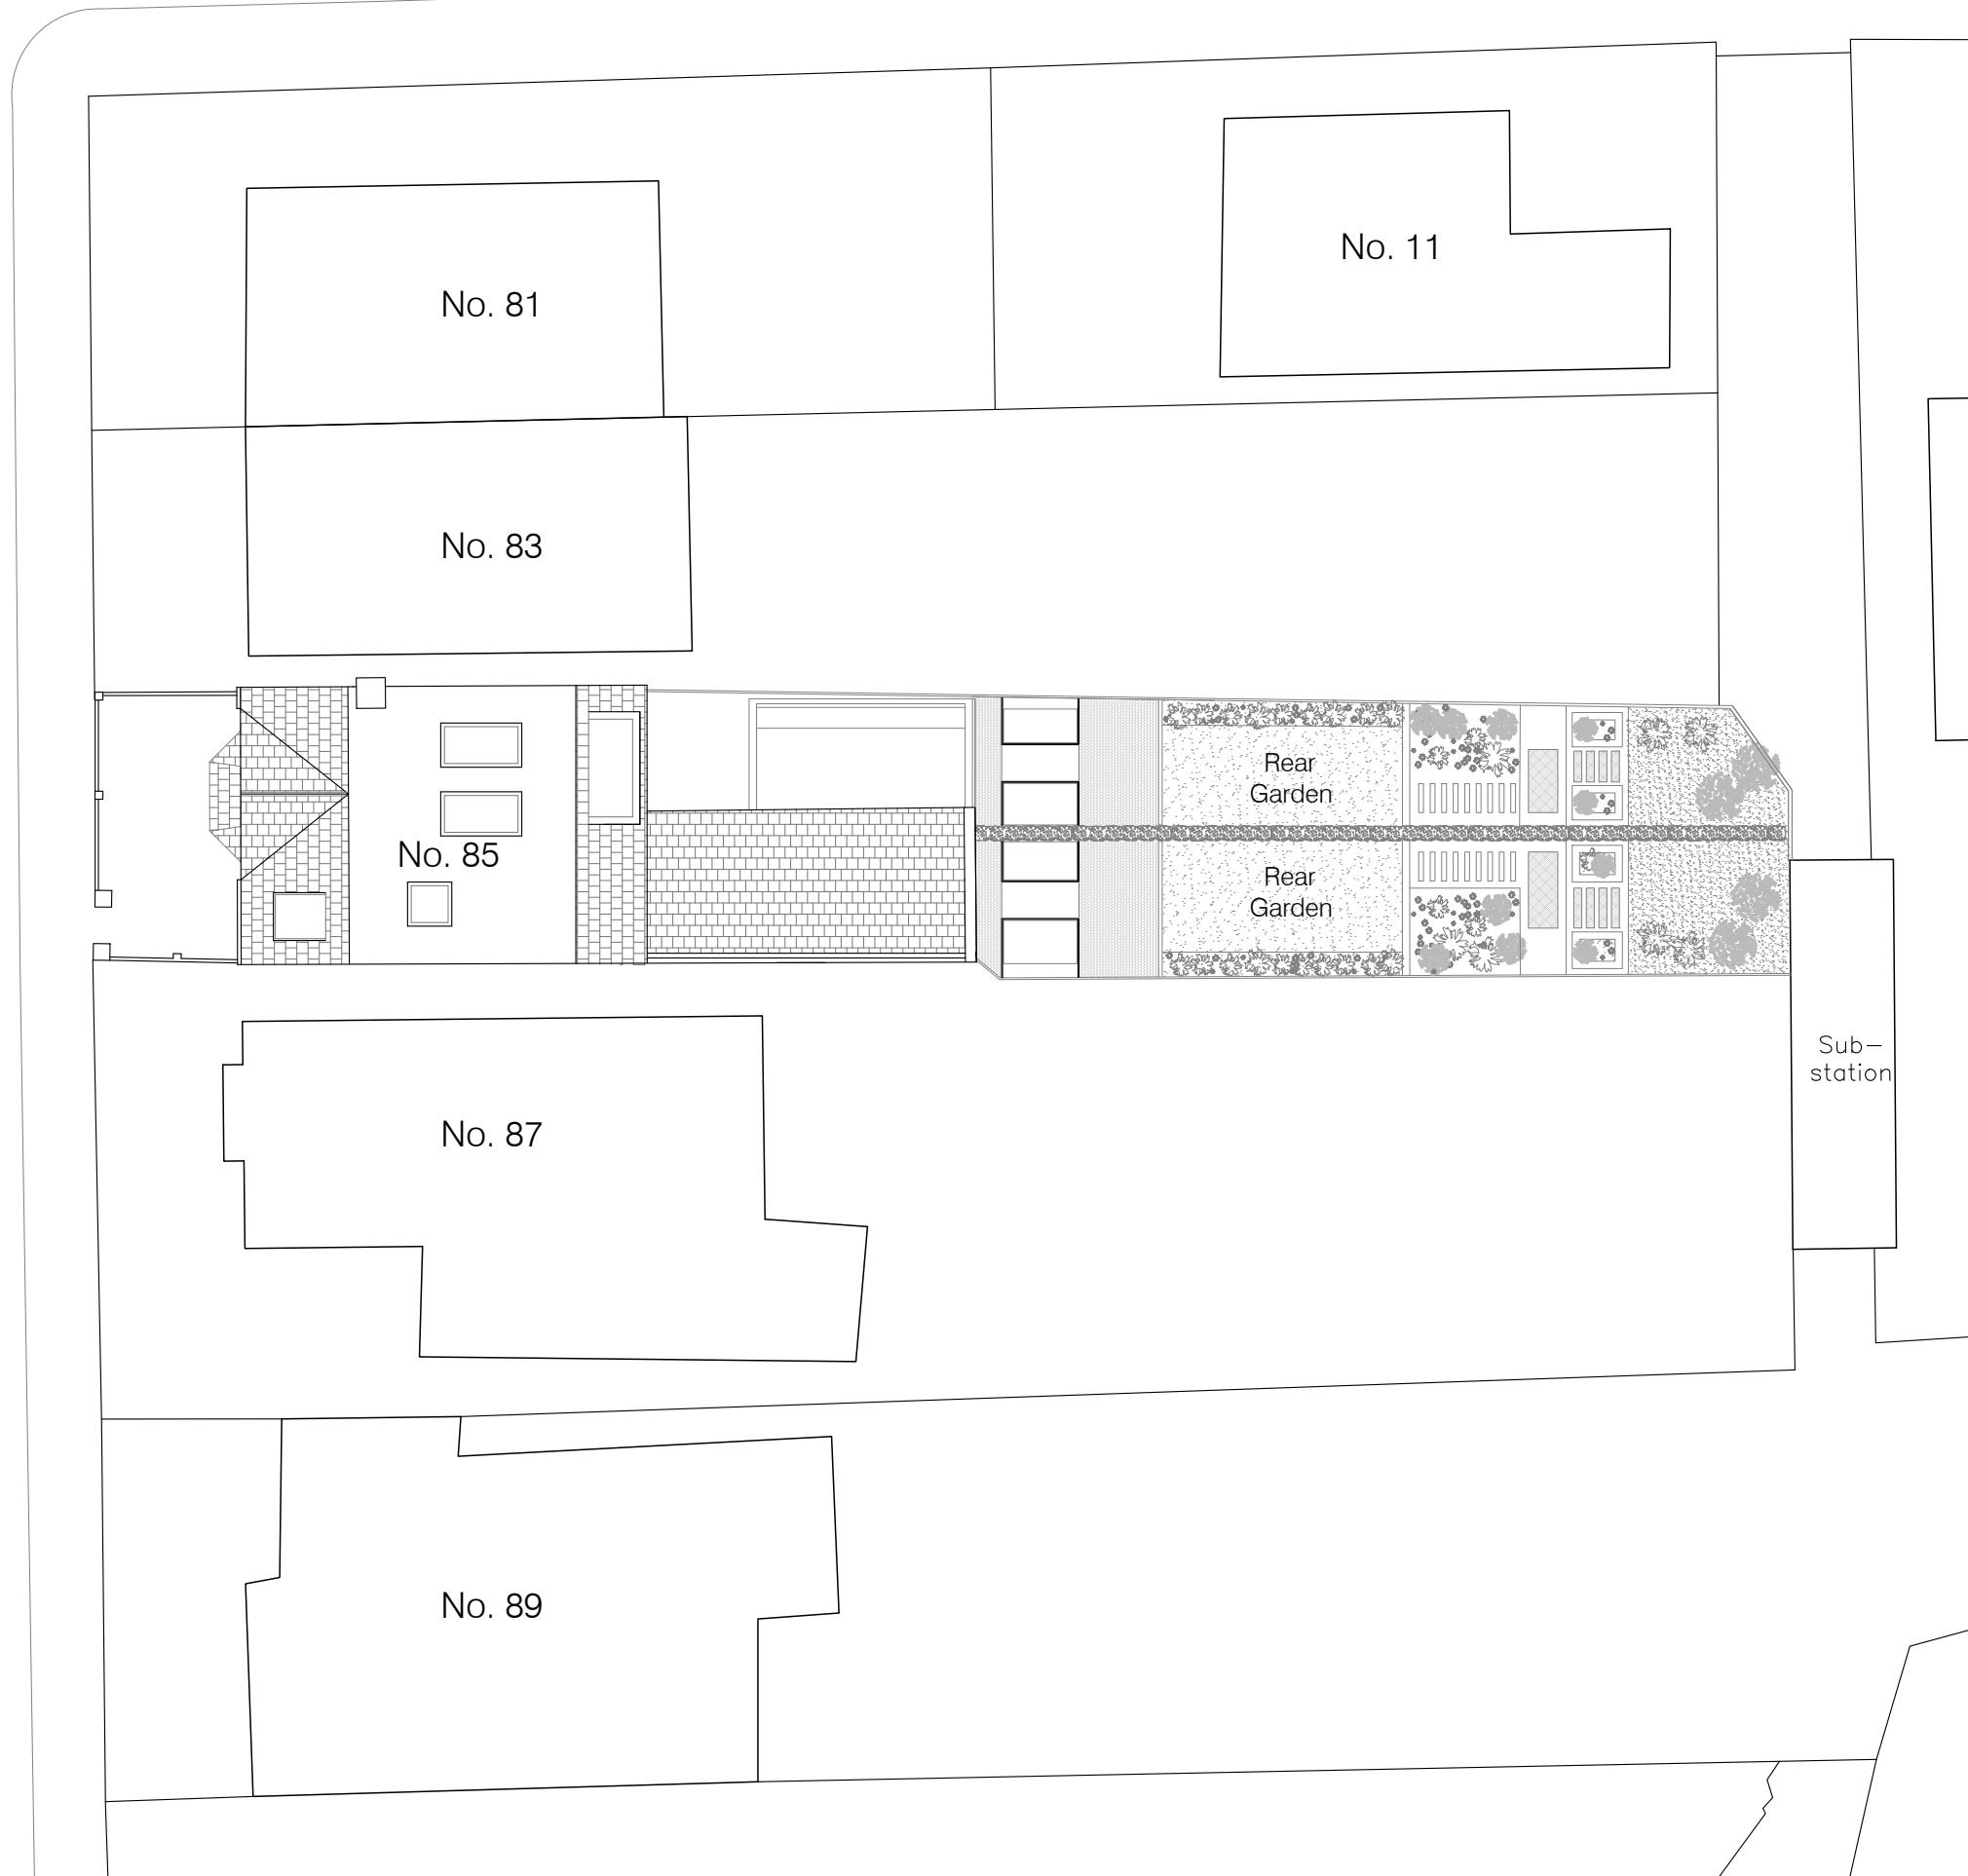 No. 11
No. 81
No. 83
Rear
Garden
No. 85
Rear
Garden
Sub-
station
No. 87
No. 89